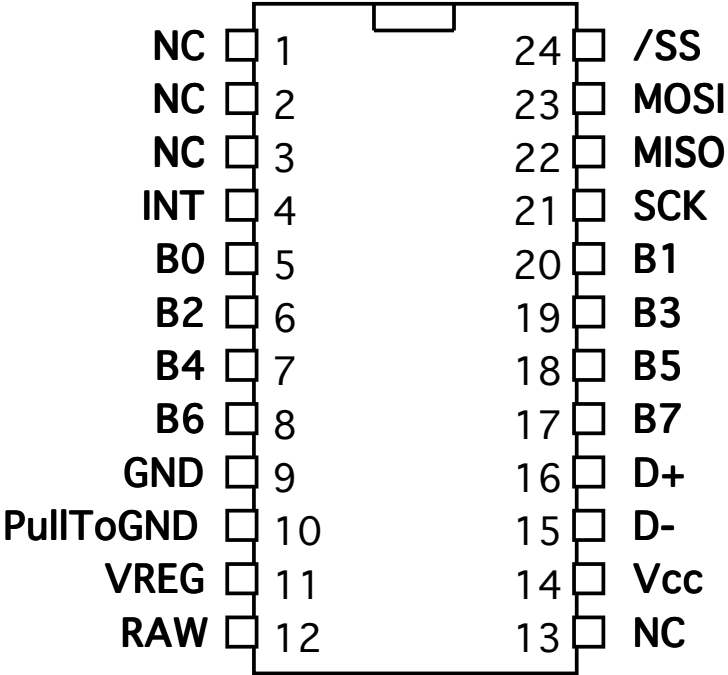 NC 1 24 /SS
NC 2 23 MOSI
NC 3 22 MISO
INT 4 21 SCK
B0 5 20 B1
B2 6 19 B3
B4 7 18 B5
B6 8 17 B7
GND 9 16 D+
PullToGND 10 15 D-
VREG 11 14 Vcc
RAW 12 13 NC